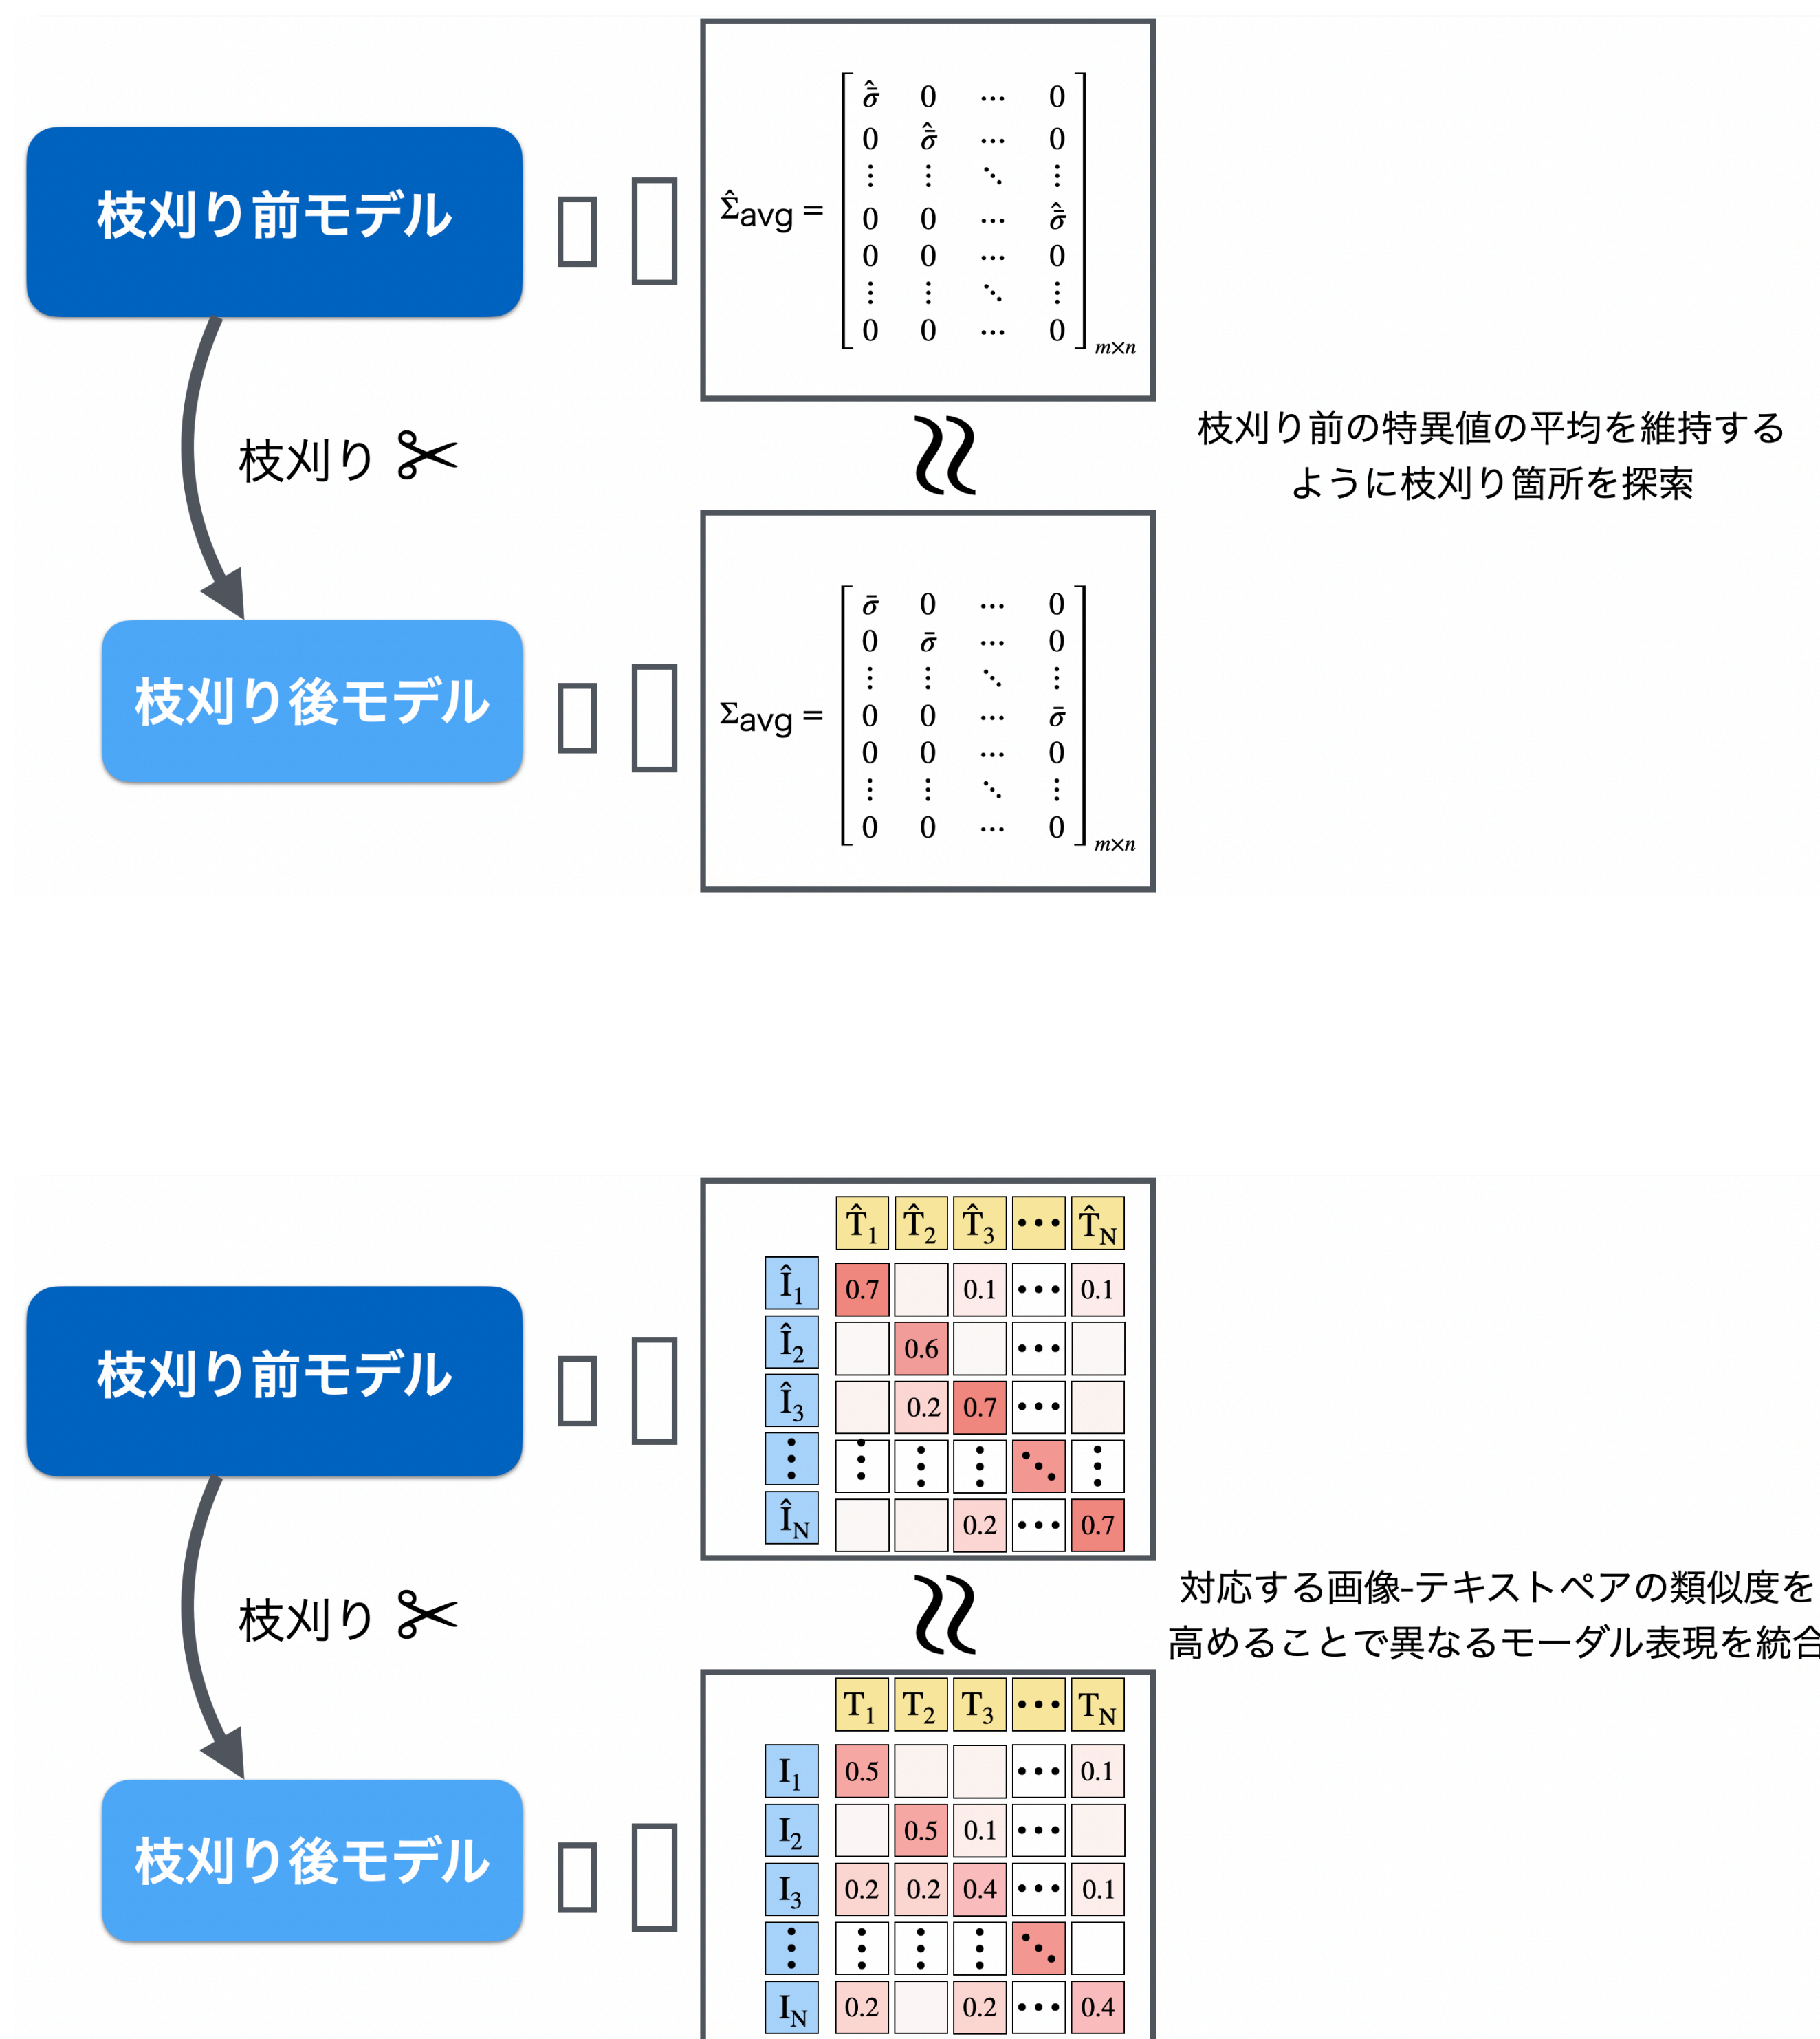 枝刈り前モデル
枝刈り ✂
枝刈り後モデル
Σ̂avg =
σ̄̂ 0 ⋯ 0
0 σ̄̂ ⋯ 0
⋮ ⋮ ⋱ ⋮
0 0 ⋯ σ̄̂
0 0 ⋯ 0
⋮ ⋮ ⋱ ⋮
0 0 ⋯ 0
m×n
≈
枝刈り前の特異値の平均を維持する
ように枝刈り箇所を探索
Σavg =
σ̄ 0 ⋯ 0
0 σ̄ ⋯ 0
⋮ ⋮ ⋱ ⋮
0 0 ⋯ σ̄
0 0 ⋯ 0
⋮ ⋮ ⋱ ⋮
0 0 ⋯ 0
m×n
枝刈り前モデル
枝刈り ✂
枝刈り後モデル
T̂1 T̂2 T̂3 ⋯ T̂N
Î1 0.7 0.1 ⋯ 0.1
Î2 0.6 ⋯
Î3 0.2 0.7 ⋯
⋮ ⋮ ⋮ ⋮ ⋱ ⋮
ÎN 0.2 ⋯ 0.7
≈
対応する画像-テキストペアの類似度を
高めることで異なるモーダル表現を統合
T1 T2 T3 ⋯ TN
I1 0.5 ⋯ 0.1
I2 0.5 0.1 ⋯
I3 0.2 0.2 0.4 ⋯ 0.1
⋮ ⋮ ⋮ ⋮ ⋱
IN 0.2 0.2 ⋯ 0.4